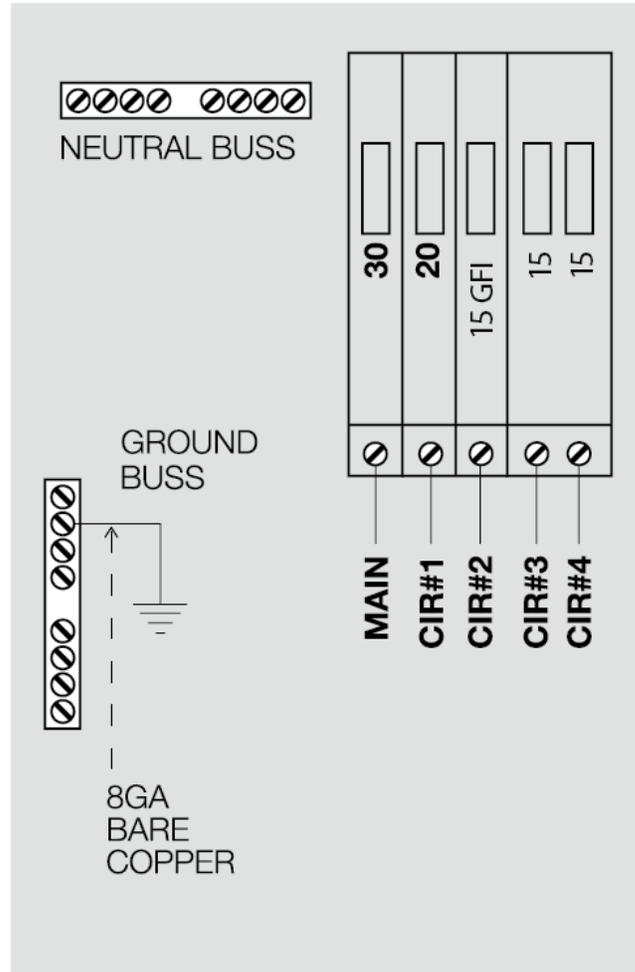 NEUTRAL BUSS
30
20
15 GFI
15
15
GROUND
BUSS
MAIN
CIR#1
CIR#2
CIR#3
CIR#4
8GA
BARE
COPPER